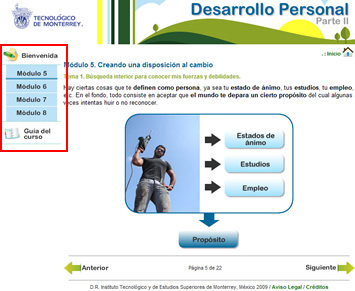 TECNOLÓGICO
DE MONTERREY.
Desarrollo Personal
Parte II
Inicio
Bienvenida
Módulo 5
Módulo 6
Módulo 7
Módulo 8
Guía del
curso
Módulo 5. Creando una disposición al cambio
Tema 1. Búsqueda interior para conocer mis fuerzas y debilidades.
Hay ciertas cosas que te definen como persona, ya sea tu estado de ánimo, tus estudios, tu empleo,
etc. En el fondo, todo consiste en aceptar que el mundo te depara un cierto propósito del cual algunas
veces intentas huir o no reconocer.
Estados de
ánimo
Estudios
Empleo
Propósito
Anterior
Página 5 de 22
Siguiente
D.R. Instituto Tecnológico y de Estudios Superiores de Monterrey, México 2009 / Aviso Legal / Créditos